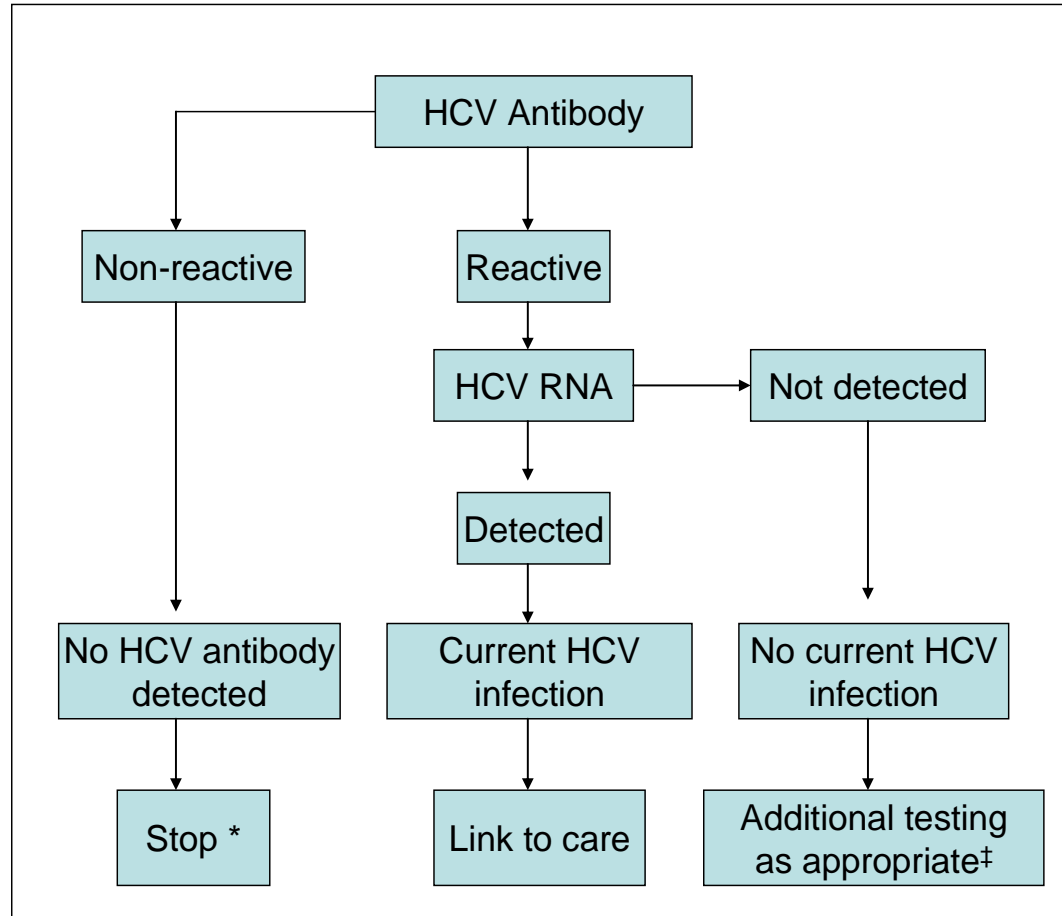 HCV Antibody
Non-reactive
Reactive
HCV RNA
Not detected
Detected
No HCV antibody
detected
Current HCV
infection
No current HCV
infection
Stop *
Link to care
Additional testing
as appropriate‡